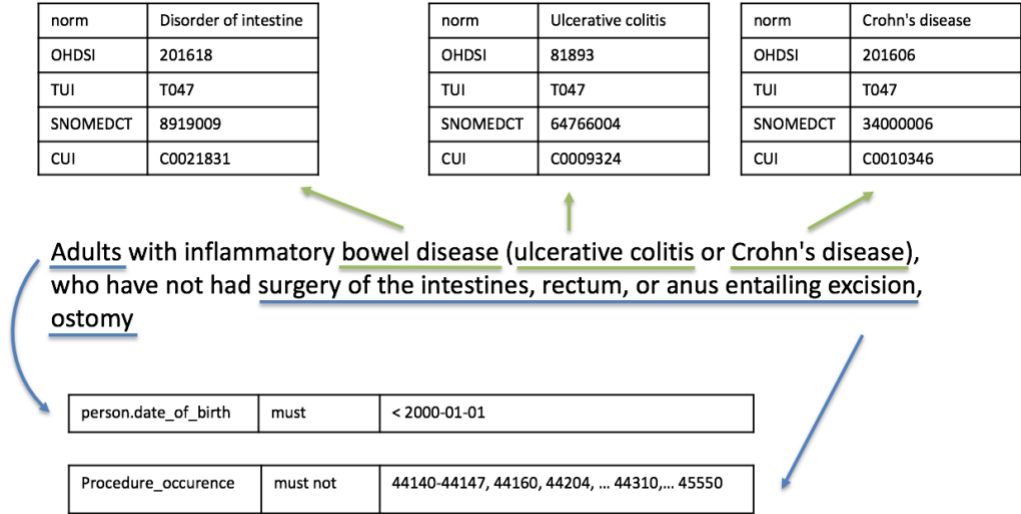 norm Disorder of intestine
OHDSI 201618
TUI T047
SNOMEDCT 8919009
CUI C0021831
norm Ulcerative colitis
OHDSI 81893
TUI T047
SNOMEDCT 64766004
CUI C0009324
norm Crohn's disease
OHDSI 201606
TUI T047
SNOMEDCT 34000006
CUI C0010346
Adults with inflammatory bowel disease (ulcerative colitis or Crohn's disease),
who have not had surgery of the intestines, rectum, or anus entailing excision,
ostomy
person.date_of_birth must < 2000-01-01
Procedure_occurence must not 44140-44147, 44160, 44204, ... 44310,... 45550